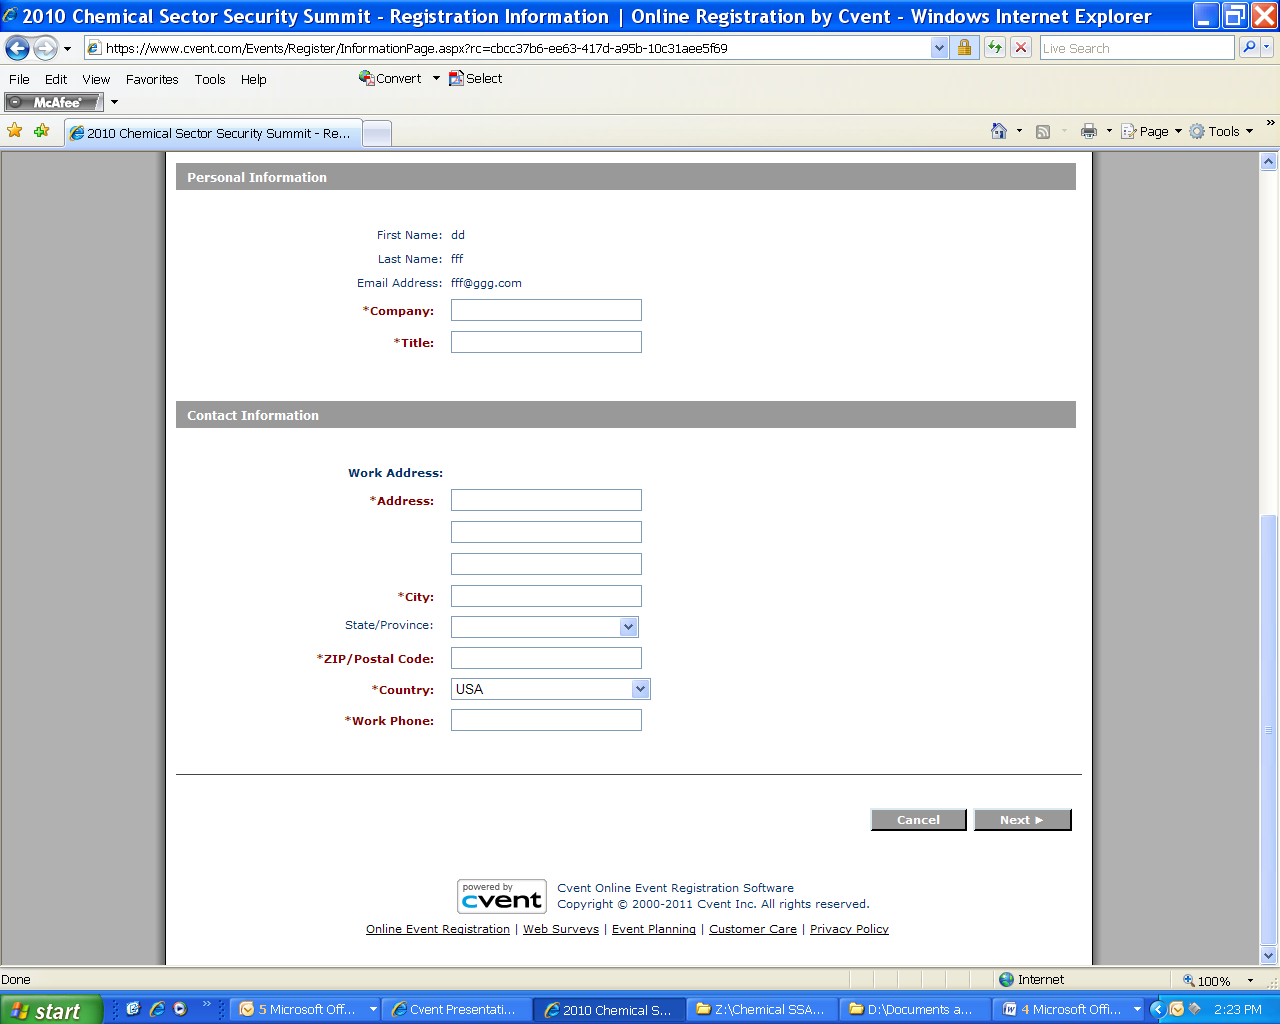 2010 Chemical Sector Security Summit - Registration Information | Online Registration by Cvent - Windows Internet Explorer
https://www.cvent.com/Events/Register/InformationPage.aspx?rc=cbcc37b6-ee63-417d-a95b-10c31aee5f69
Live Search
File Edit View Favorites Tools Help Convert Select
McAfee
2010 Chemical Sector Security Summit - Re...
Page Tools »
Personal Information
First Name: dd
Last Name: fff
Email Address: fff@ggg.com
*Company:
*Title:
Contact Information
Work Address:
*Address:
*City:
State/Province:
*ZIP/Postal Code:
*Country: USA
*Work Phone:
Cancel Next ►
powered by
cvent
Cvent Online Event Registration Software
Copyright © 2000-2011 Cvent Inc. All rights reserved.
Online Event Registration | Web Surveys | Event Planning | Customer Care | Privacy Policy
Done Internet 100%
start » 5 Microsoft Off... Cvent Presentati... 2010 Chemical S... Z:\Chemical SSA... D:\Documents a... 4 Microsoft Offi... 2:23 PM